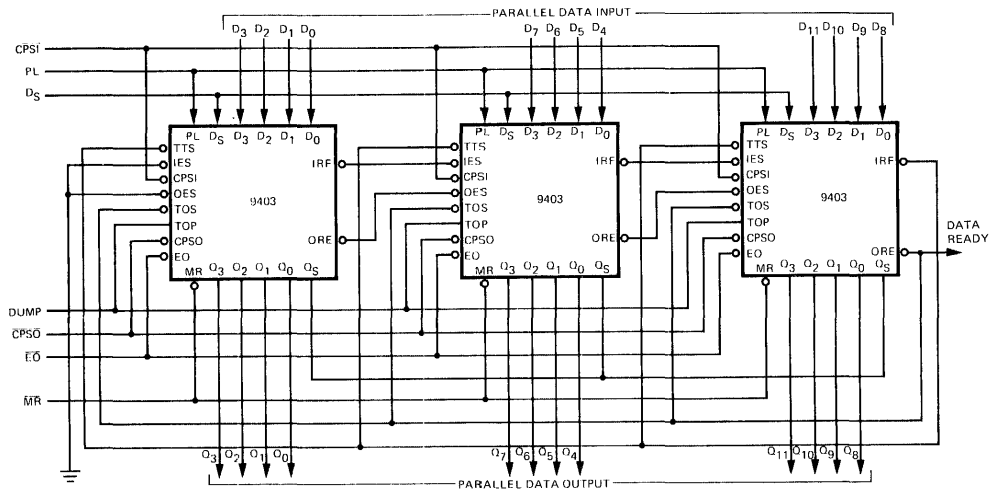 PARALLEL DATA INPUT
D3 D2 D1 D0 D7 D6 D5 D4 D11 D10 D9 D8
C̅P̅S̅I̅
PL
DS
PL DS D3 D2 D1 D0
TTS
IES
CPSI
OES
TOS
TOP
CPSO
EO
IRF
9403
ORE
MR Q3 Q2 Q1 Q0 QS
PL DS D3 D2 D1 D0
TTS
IES
CPSI
OES
TOS
TOP
CPSO
EO
IRF
9403
ORE
MR Q3 Q2 Q1 Q0 QS
PL DS D3 D2 D1 D0
TTS
IES
CPSI
OES
TOS
TOP
CPSO
EO
IRF
9403
ORE
MR Q3 Q2 Q1 Q0 QS
DATA
READY
DUMP
C̅P̅S̅O̅
E̅O̅
M̅R̅
Q3 Q2 Q1 Q0 Q7 Q6 Q5 Q4 Q11 Q10 Q9 Q8
PARALLEL DATA OUTPUT